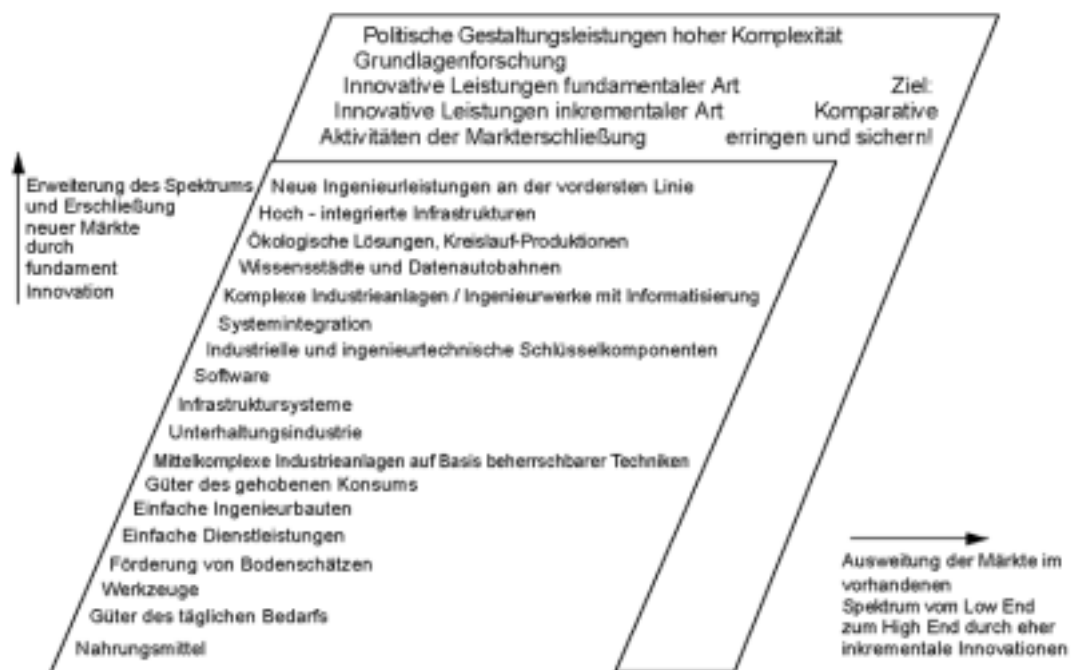 Politische Gestaltungsleistungen hoher Komplexität
Grundlagenforschung
Innovative Leistungen fundamentaler Art
Ziel:
Innovative Leistungen inkrementaler Art
Komparative
Aktivitäten der Markterschließung
erringen und sichern!
Erweiterung des Spektrums
und Erschließung
neuer Märkte
durch
fundament
Innovation
Neue Ingenieurleistungen an der vordersten Linie
Hoch - integrierte Infrastrukturen
Ökologische Lösungen, Kreislauf-Produktionen
Wissensstädte und Datenautobahnen
Komplexe Industrieanlagen / Ingenieurwerke mit Informatisierung
Systemintegration
Industrielle und ingenieurtechnische Schlüsselkomponenten
Software
Infrastruktursysteme
Unterhaltungsindustrie
Mittelkomplexe Industrieanlagen auf Basis beherrschbarer Techniken
Güter des gehobenen Konsums
Einfache Ingenieurbauten
Einfache Dienstleistungen
Förderung von Bodenschätzen
Werkzeuge
Güter des täglichen Bedarfs
Nahrungsmittel
Ausweitung der Märkte im
vorhandenen
Spektrum vom Low End
zum High End durch eher
inkrementale Innovationen